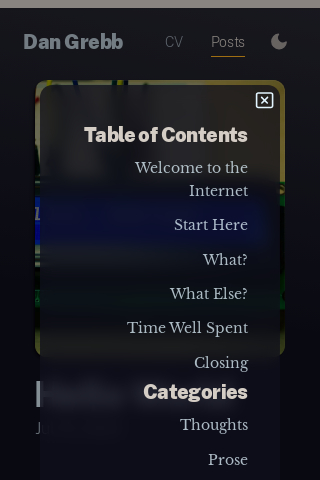 Dan Grebb
CV
Posts
Table of Contents
Welcome to the
Internet
Start Here
What?
What Else?
Time Well Spent
Closing
Categories
Thoughts
Prose